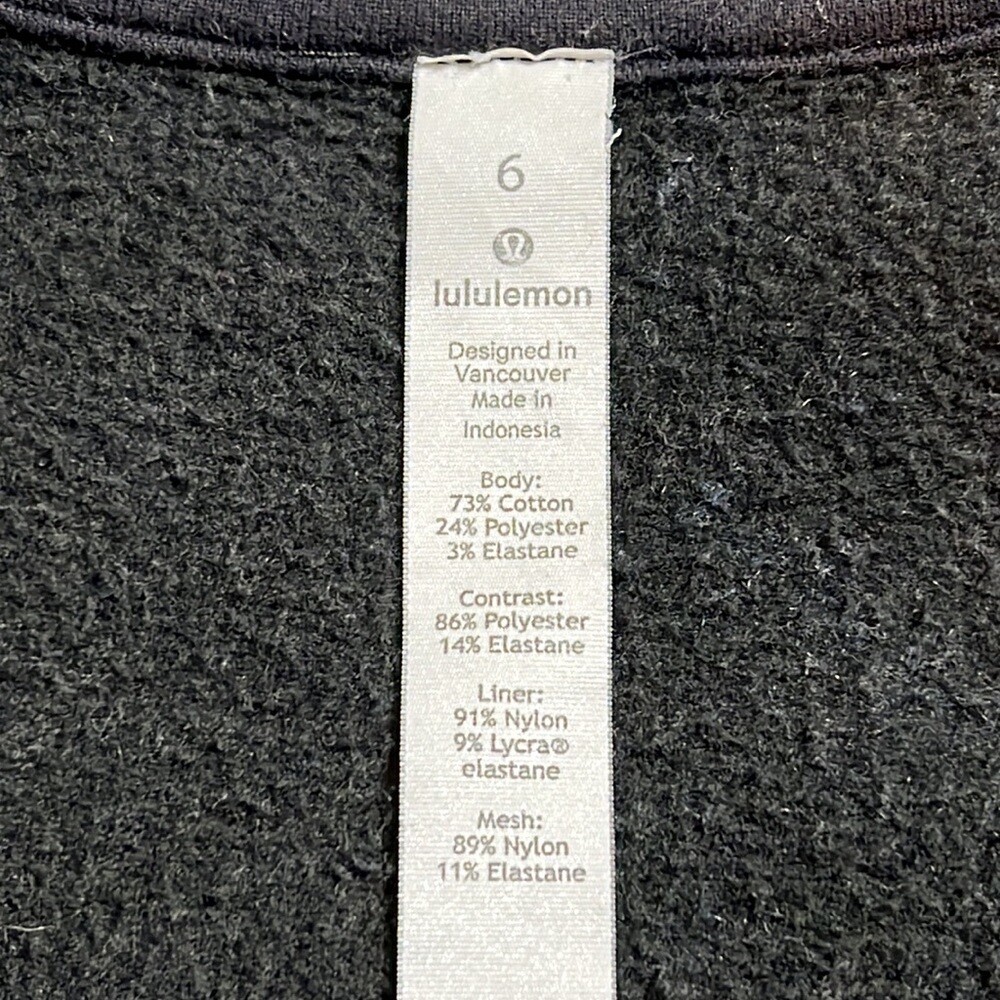 6
lululemon
Designed in
Vancouver
Made in
Indonesia
Body:
73% Cotton
24% Polyester
3% Elastane
Contrast:
86% Polyester
14% Elastane
Liner:
91% Nylon
9% Lycra®
elastane
Mesh:
89% Nylon
11% Elastane